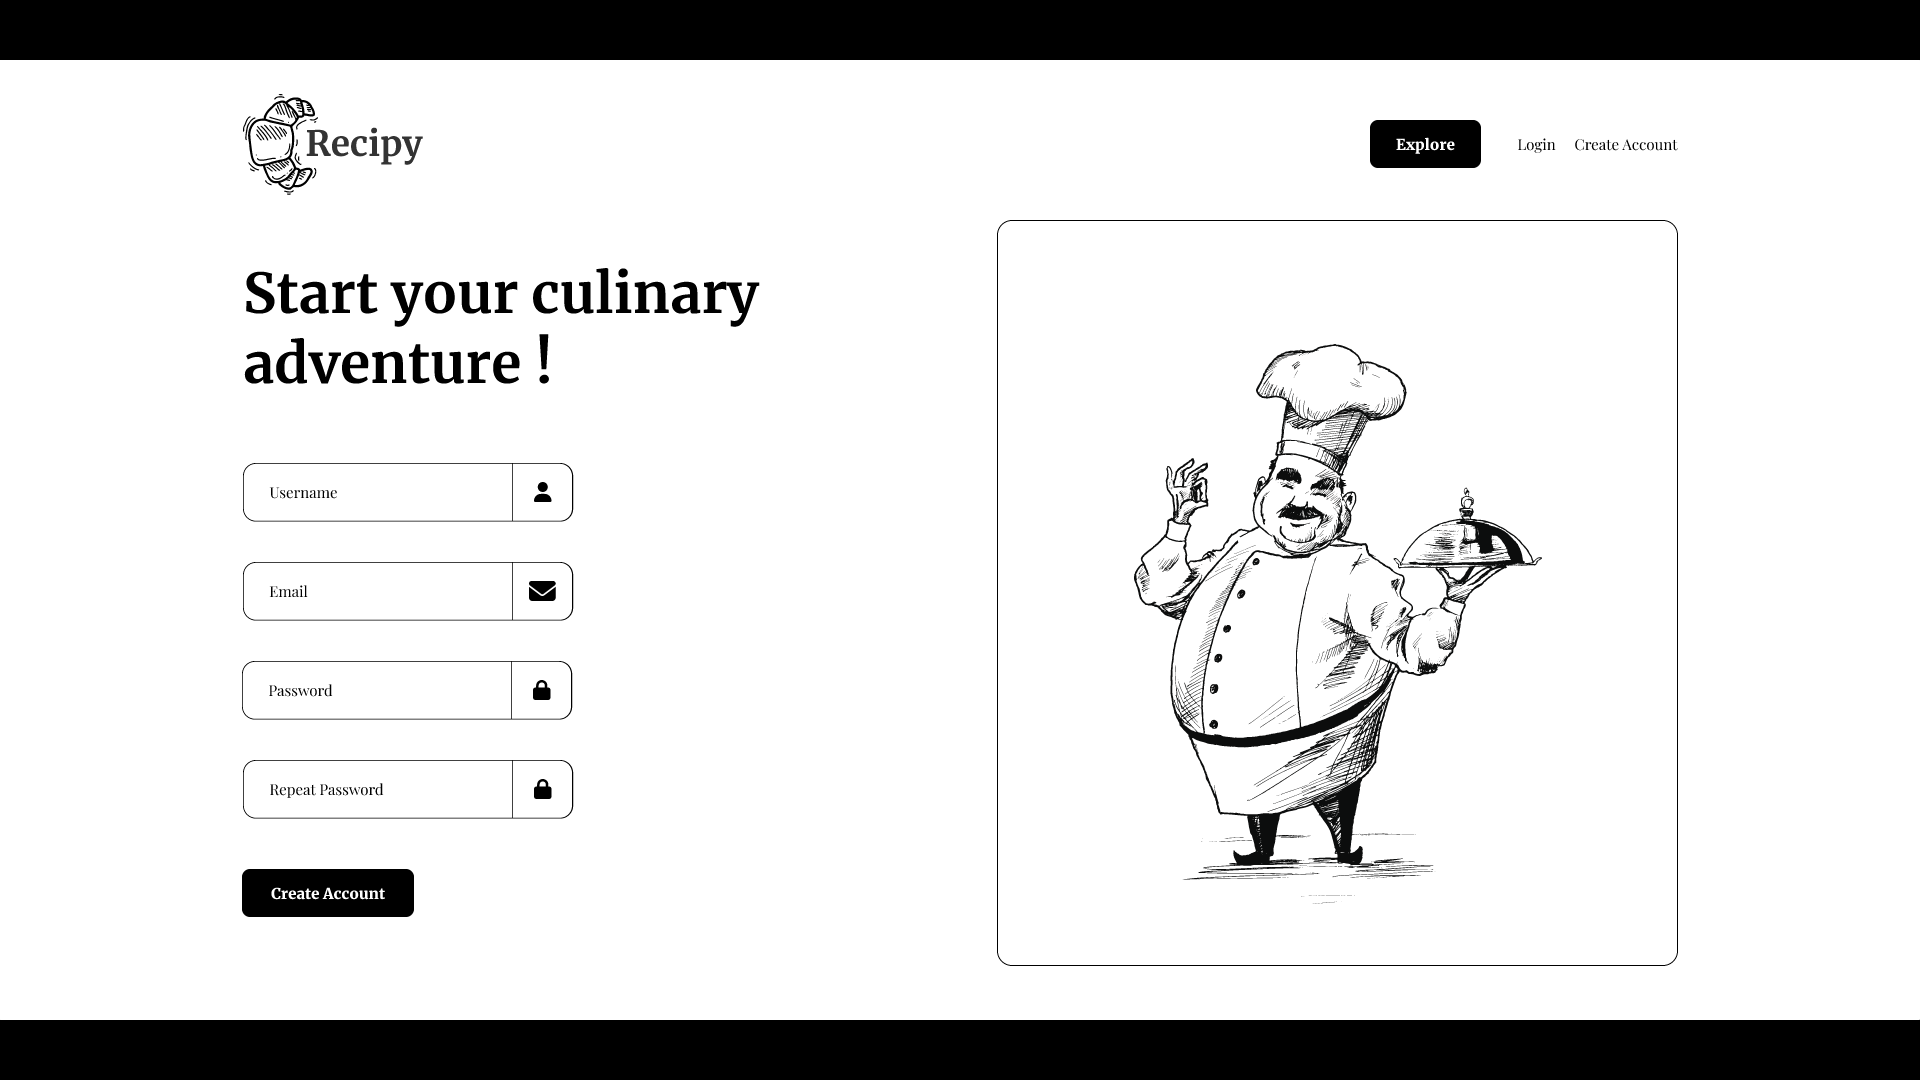 Recipy
Explore
Login
Create Account
Start your culinary
adventure !
Username
Email
Password
Repeat Password
Create Account